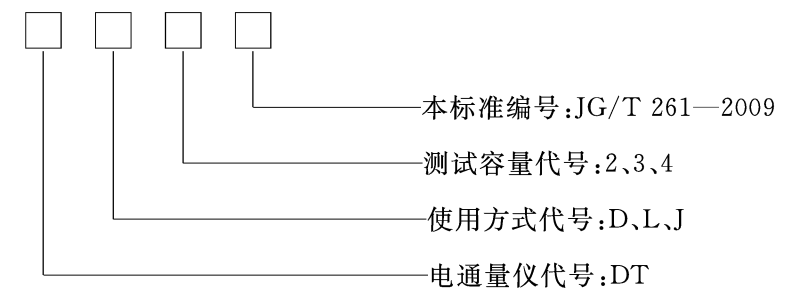 本标准编号:JG/T 261—2009
测试容量代号:2、3、4
使用方式代号:D、L、J
电通量仪代号:DT